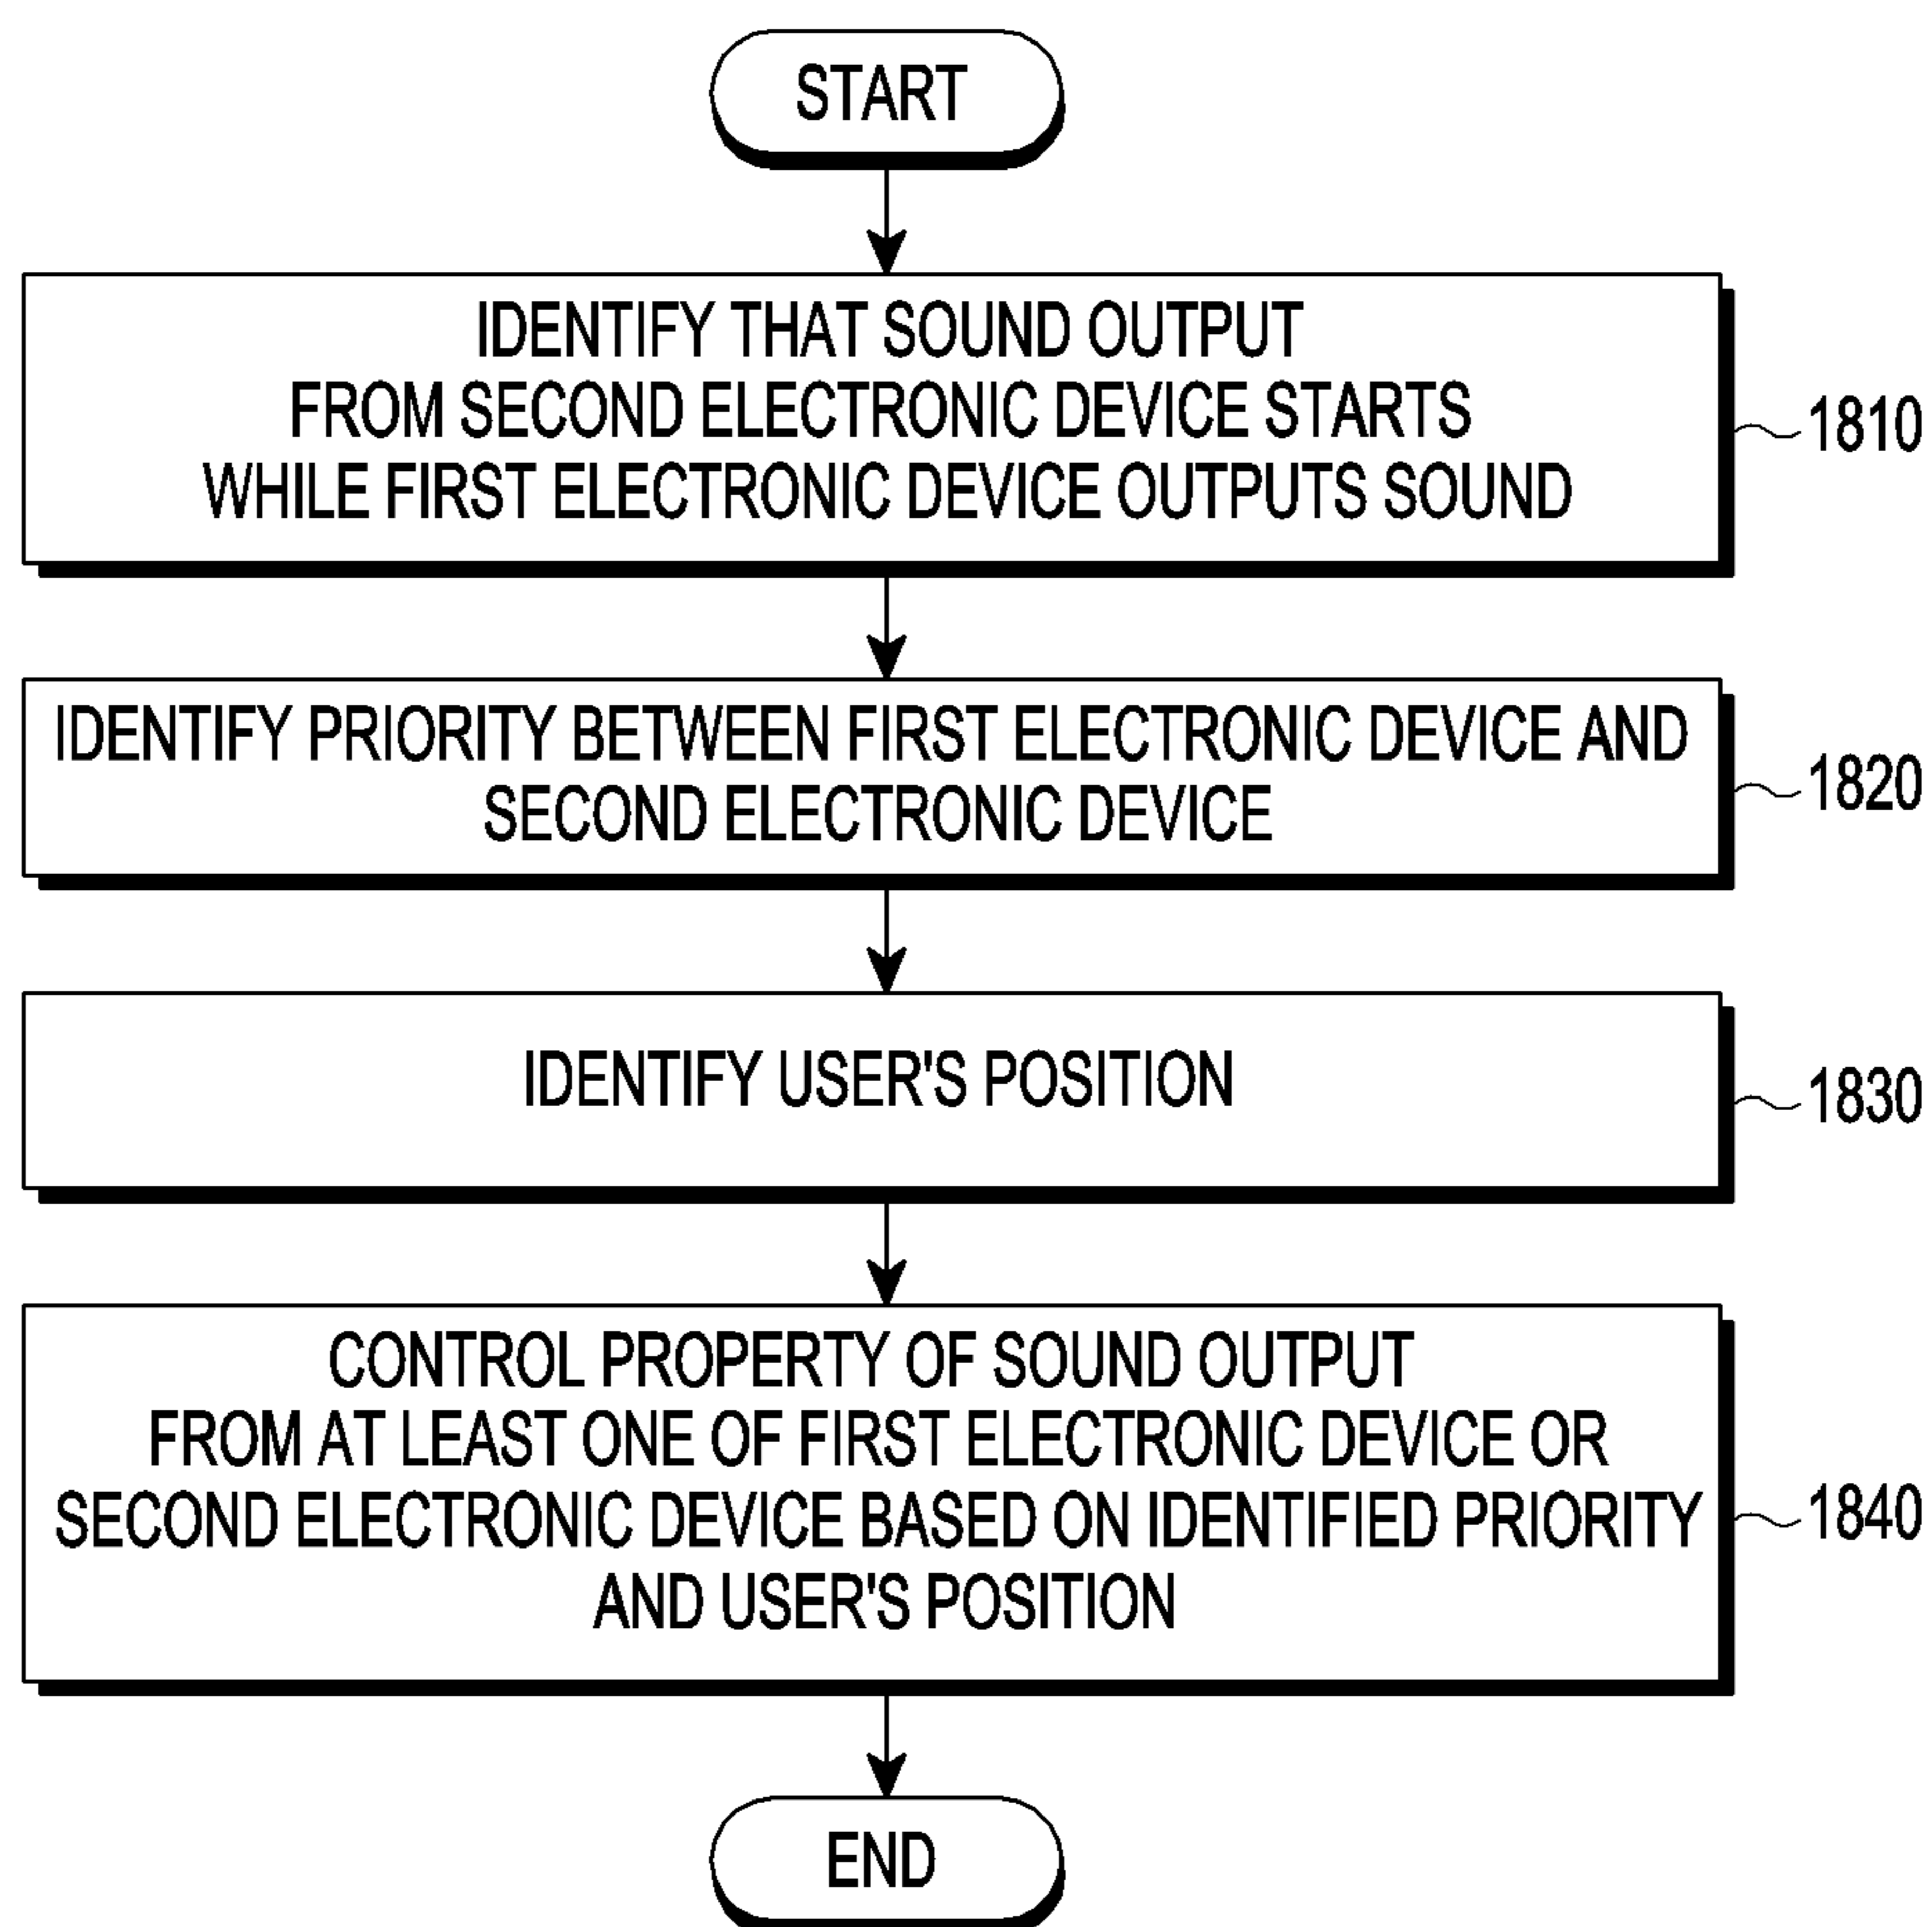 START
IDENTIFY THAT SOUND OUTPUT
FROM SECOND ELECTRONIC DEVICE STARTS
WHILE FIRST ELECTRONIC DEVICE OUTPUTS SOUND
1810
IDENTIFY PRIORITY BETWEEN FIRST ELECTRONIC DEVICE AND
SECOND ELECTRONIC DEVICE
1820
IDENTIFY USER'S POSITION
1830
CONTROL PROPERTY OF SOUND OUTPUT
FROM AT LEAST ONE OF FIRST ELECTRONIC DEVICE OR
SECOND ELECTRONIC DEVICE BASED ON IDENTIFIED PRIORITY
AND USER'S POSITION
1840
END